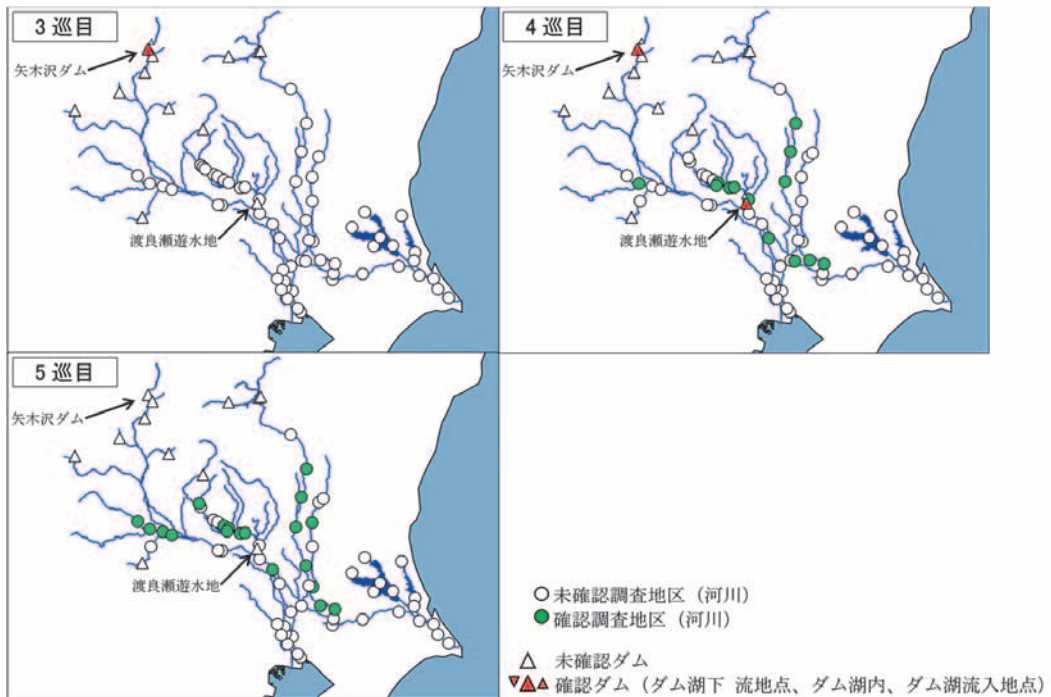 3 巡目
矢木沢ダム
渡良瀬遊水地
4 巡目
矢木沢ダム
渡良瀬遊水地
5 巡目
矢木沢ダム
渡良瀬遊水地
未確認調査地区（河川）
確認調査地区（河川）
未確認ダム
確認ダム（ダム湖下 流地点、ダム湖内、ダム湖流入地点）